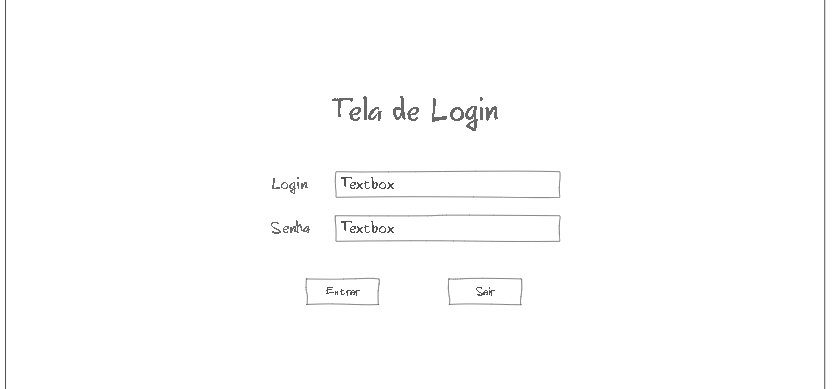 Tela de Login
Login Textbox
Senha Textbox
Entrar Sair